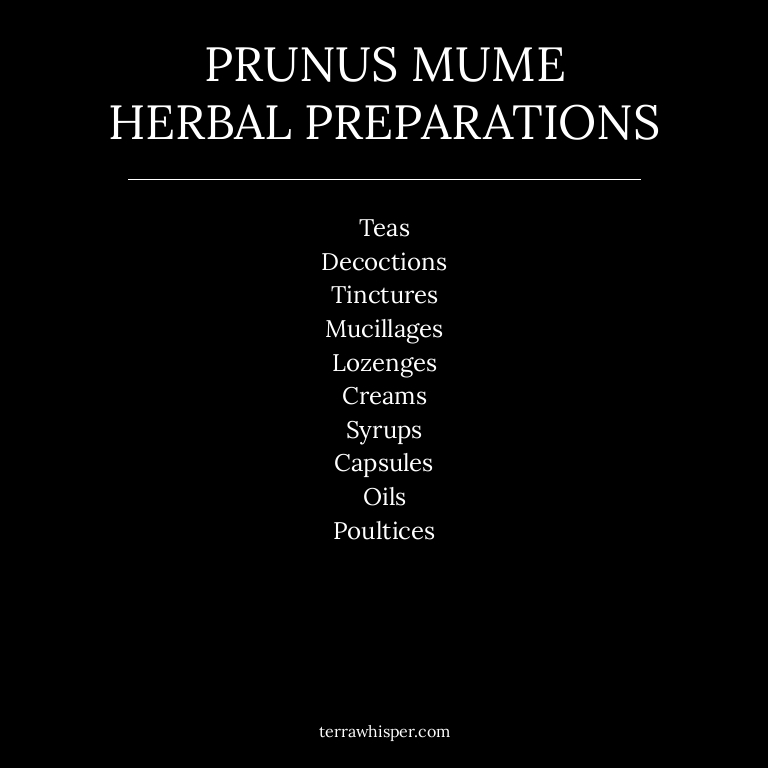 PRUNUS MUME
HERBAL PREPARATIONS
Teas
Decoctions
Tinctures
Mucillages
Lozenges
Creams
Syrups
Capsules
Oils
Poultices
terrawhisper.com